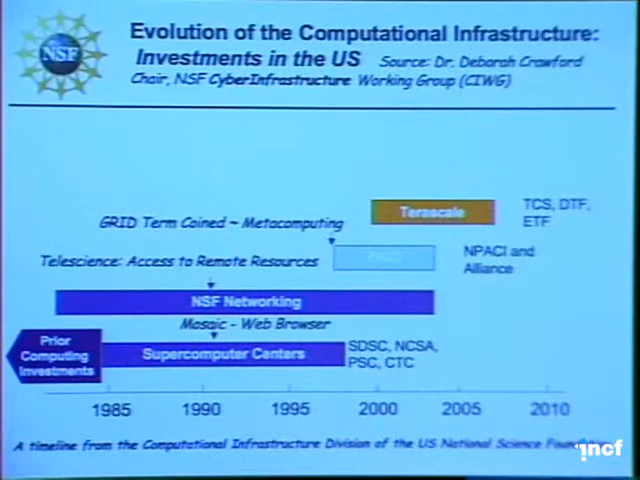 NSF
Evolution of the Computational Infrastructure:
Investments in the US Source: Dr. Deborah Crawford
Chair, NSF CyberInfrastructure Working Group (CIWG)
Terascale
TCS, DTF,
ETF
GRID Term Coined ~ Metacomputing
PACI
NPACI and
Alliance
Telescience: Access to Remote Resources
NSF Networking
Mosaic - Web Browser
Prior
Computing
Investments
Supercomputer Centers
SDSC, NCSA,
PSC, CTC
1985 1990 1995 2000 2005 2010
A timeline from the Computational Infrastructure Division of the US National Science
incf